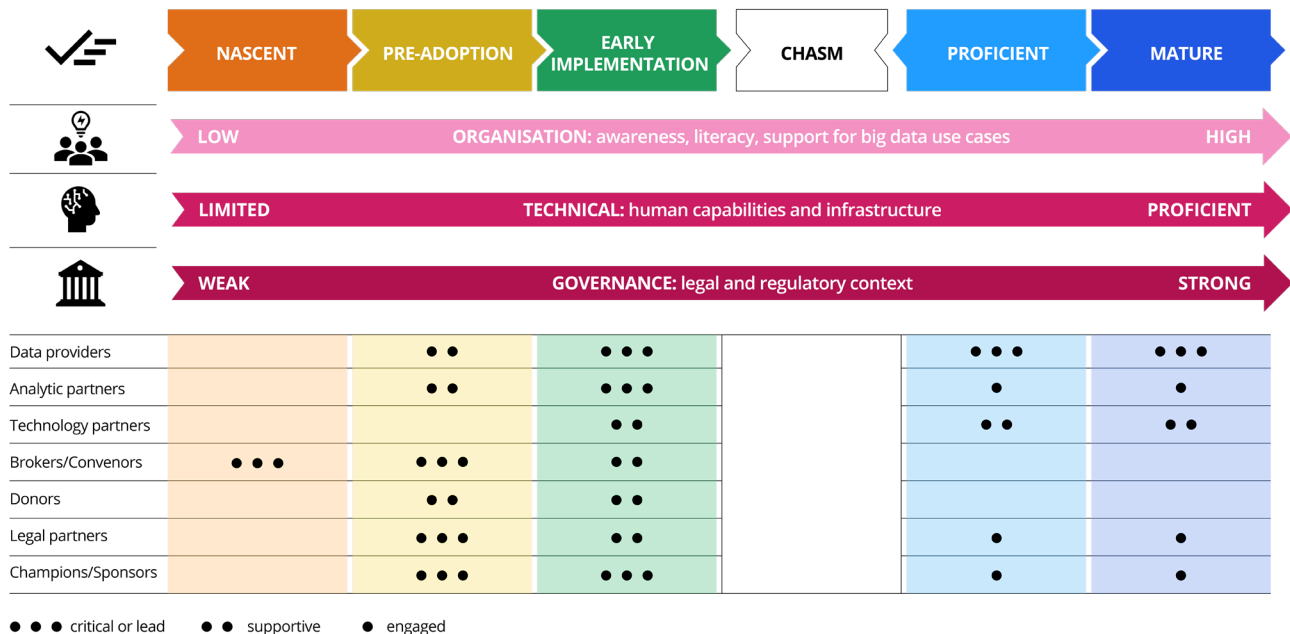 NASCENT
PRE-ADOPTION
EARLY
IMPLEMENTATION
CHASM
PROFICIENT
MATURE
LOW ORGANISATION: awareness, literacy, support for big data use cases HIGH
LIMITED TECHNICAL: human capabilities and infrastructure PROFICIENT
WEAK GOVERNANCE: legal and regulatory context STRONG
Data providers
Analytic partners
Technology partners
Brokers/Convenors
Donors
Legal partners
Champions/Sponsors
critical or lead supportive engaged